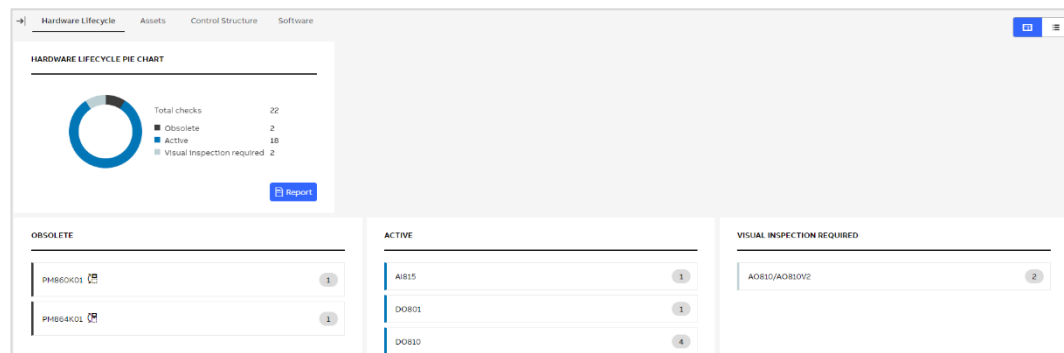 Hardware Lifecycle Assets Control Structure Software
HARDWARE LIFECYCLE PIE CHART
Total checks 22
Obsolete 2
Active 18
Visual inspection required 2
Report
OBSOLETE
PM860K01 1
PM864K01 1
ACTIVE
AI815 1
DO801 1
DO810 4
VISUAL INSPECTION REQUIRED
AO810/AO810V2 2